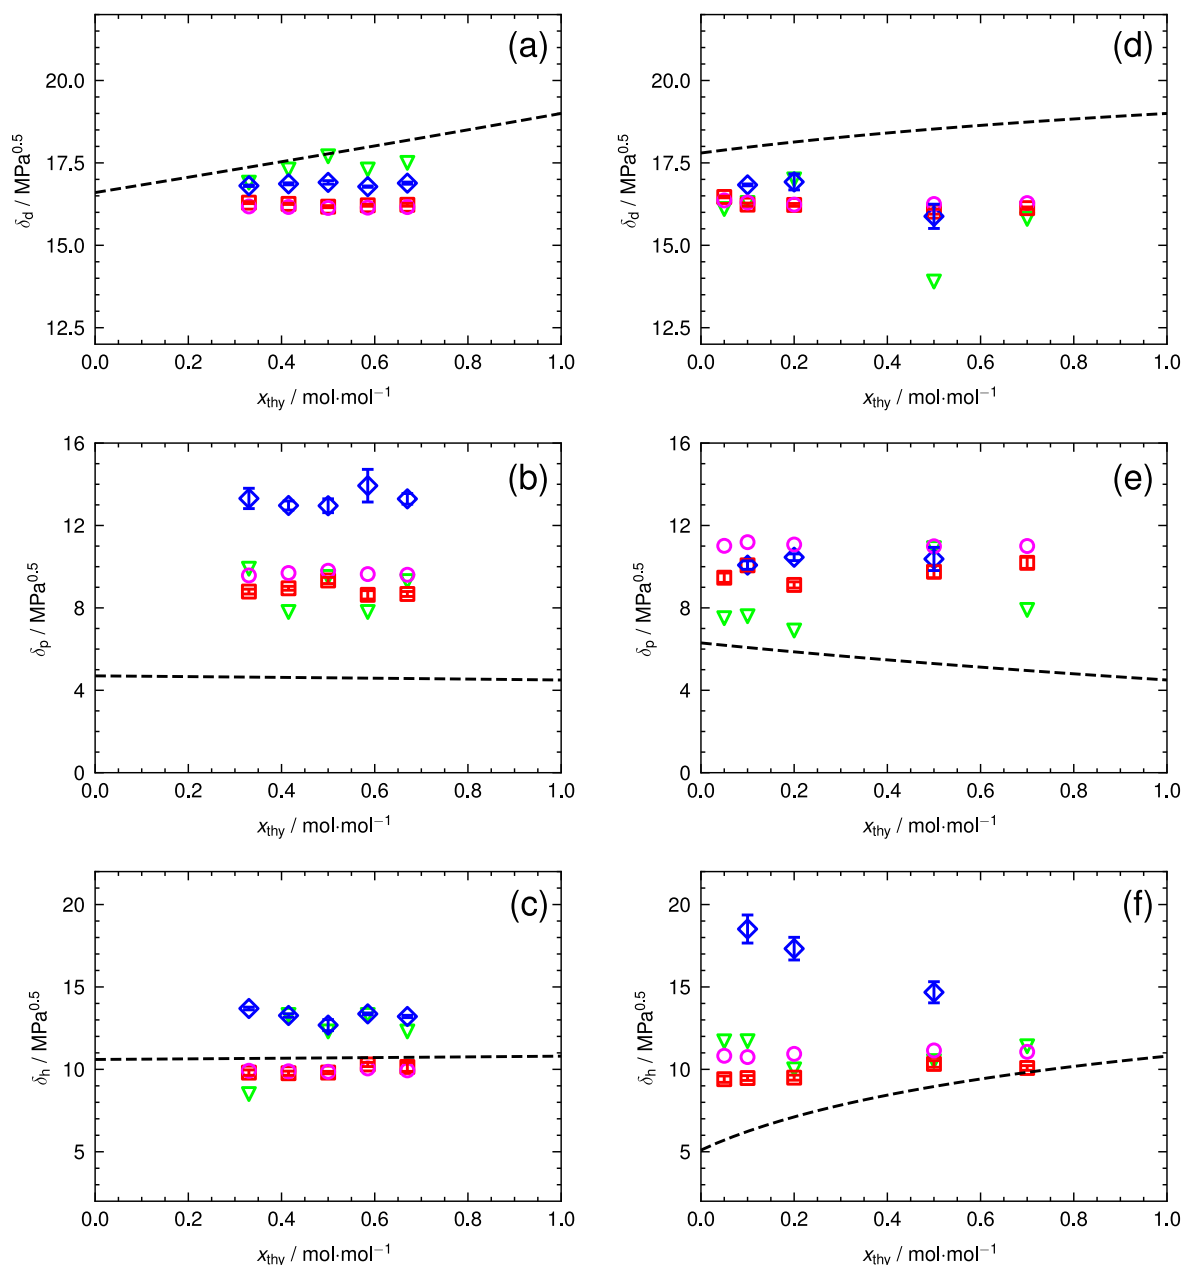 (a)
20.0
17.5
15.0
12.5
δd / MPa0.5
0.0 0.2 0.4 0.6 0.8 1.0
xthy / mol·mol−1
(d)
20.0
17.5
15.0
12.5
δd / MPa0.5
0.0 0.2 0.4 0.6 0.8 1.0
xthy / mol·mol−1
(b)
16
12
8
4
0
δp / MPa0.5
0.0 0.2 0.4 0.6 0.8 1.0
xthy / mol·mol−1
(e)
16
12
8
4
0
δp / MPa0.5
0.0 0.2 0.4 0.6 0.8 1.0
xthy / mol·mol−1
(c)
20
15
10
5
δh / MPa0.5
0.0 0.2 0.4 0.6 0.8 1.0
xthy / mol·mol−1
(f)
20
15
10
5
δh / MPa0.5
0.0 0.2 0.4 0.6 0.8 1.0
xthy / mol·mol−1